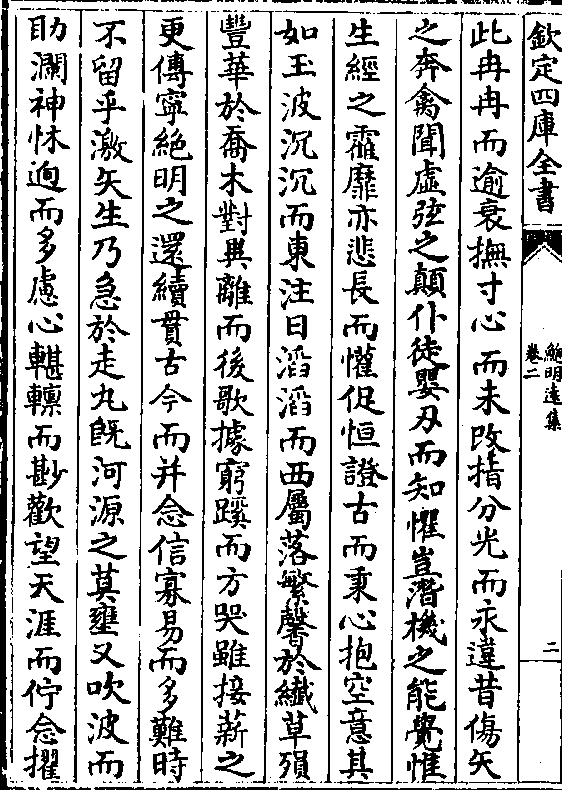 欽定四庫全書
鮑明遠集
卷二
二
此冉冉而逾衰撫寸心而未改指分光而永違昔傷矢
之奔禽聞虛弦之顛仆徒嬰刃而知懼豈潛機之能覺惟
生經之霍靡亦悲長而懽促恒證古而秉心抱空意其
如玉波沉沉而東注日滔滔而西屬落繁馨於纖草殞
豐華於喬木對與離而後歌據窮蹊而方哭雖接薪之
更傳寧絶明之還續貫古今而并念信寡易而多難時
不留乎激矢生乃急於走丸旣河源之莫壅又吹波而
助瀾神怵迥而多慮心𨍏轅而尠歡望天涯而佇念擢